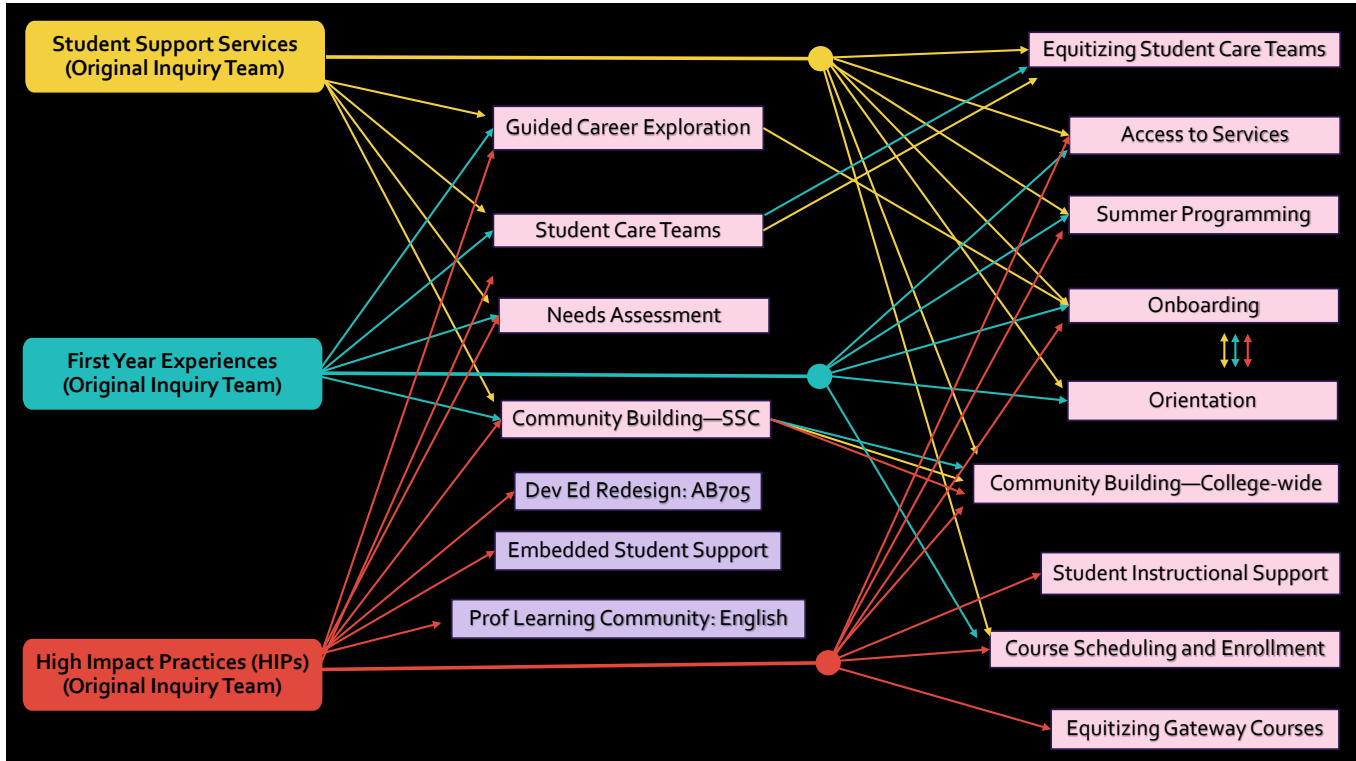 Student Support Services
(Original Inquiry Team)
First Year Experiences
(Original Inquiry Team)
High Impact Practices (HIPs)
(Original Inquiry Team)
Guided Career Exploration
Student Care Teams
Needs Assessment
Community Building—SSC
Dev Ed Redesign: AB705
Embedded Student Support
Prof Learning Community: English
Equitizing Student Care Teams
Access to Services
Summer Programming
Onboarding
Orientation
Community Building—College-wide
Student Instructional Support
Course Scheduling and Enrollment
Equitizing Gateway Courses